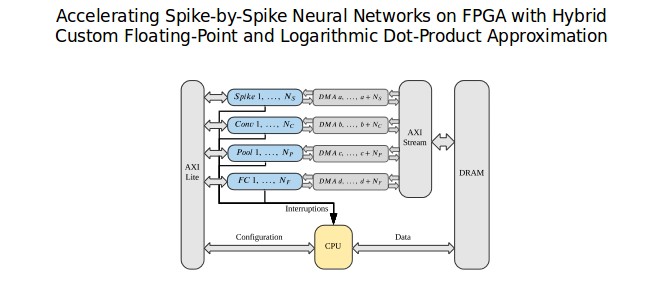 Accelerating Spike-by-Spike Neural Networks on FPGA with Hybrid
Custom Floating-Point and Logarithmic Dot-Product Approximation
Spike 1, …, N_S
DMA a, …, a + N_S
Conv 1, …, N_C
DMA b, …, b + N_C
Pool 1, …, N_P
DMA c, …, c + N_P
FC 1, …, N_F
DMA d, …, d + N_F
AXI
Lite
AXI
Stream
DRAM
Interruptions
Configuration
CPU
Data